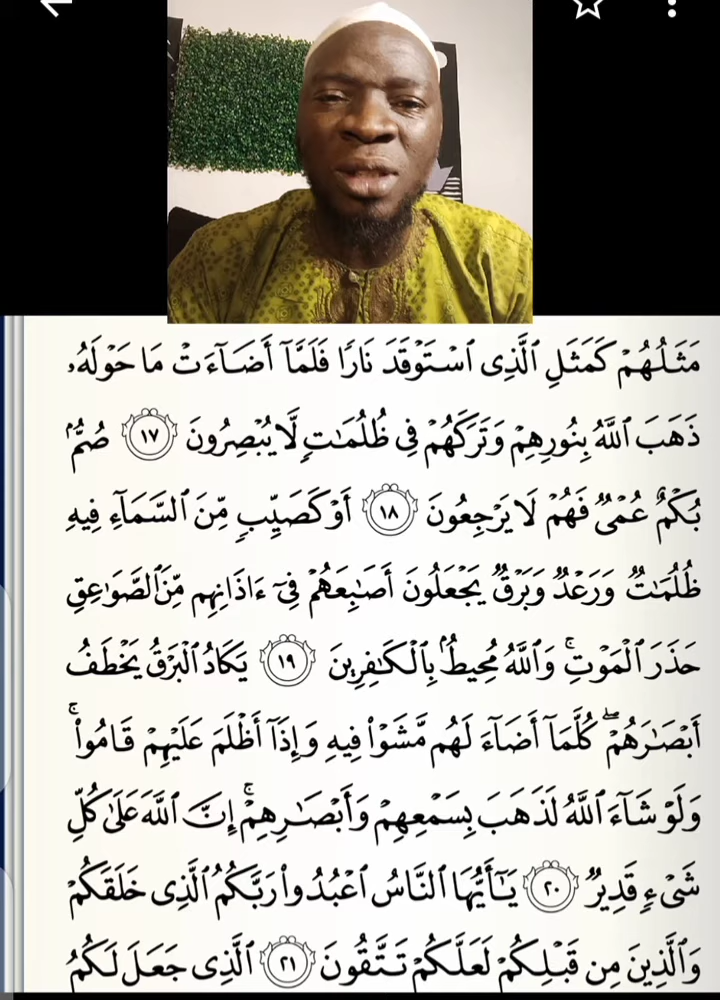 مَثَلُهُمْ كَمَثَلِ ٱلَّذِى ٱسْتَوْقَدَ نَارًا فَلَمَّآ أَضَآءَتْ مَا حَوْلَهُۥ
ذَهَبَ ٱللَّهُ بِنُورِهِمْ وَتَرَكَهُمْ فِى ظُلُمَـٰتٍ لَّا يُبْصِرُونَ ١٧ صُمٌّۢ
بُكْمٌ عُمْىٌ فَهُمْ لَا يَرْجِعُونَ ١٨ أَوْ كَصَيِّبٍ مِّنَ ٱلسَّمَآءِ فِيهِ
ظُلُمَـٰتٌ وَرَعْدٌ وَبَرْقٌ يَجْعَلُونَ أَصَـٰبِعَهُمْ فِىٓ ءَاذَانِهِم مِّنَ ٱلصَّوَٰعِقِ
حَذَرَ ٱلْمَوْتِ ۚ وَٱللَّهُ مُحِيطٌۢ بِٱلْكَـٰفِرِينَ ١٩ يَكَادُ ٱلْبَرْقُ يَخْطَفُ
أَبْصَـٰرَهُمْ ۖ كُلَّمَآ أَضَآءَ لَهُم مَّشَوْا۟ فِيهِ وَإِذَآ أَظْلَمَ عَلَيْهِمْ قَامُوا۟ ۚ
وَلَوْ شَآءَ ٱللَّهُ لَذَهَبَ بِسَمْعِهِمْ وَأَبْصَـٰرِهِمْ ۚ إِنَّ ٱللَّهَ عَلَىٰ كُلِّ
شَىْءٍ قَدِيرٌ ٢٠ يَـٰٓأَيُّهَا ٱلنَّاسُ ٱعْبُدُوا۟ رَبَّكُمُ ٱلَّذِى خَلَقَكُمْ
وَٱلَّذِينَ مِن قَبْلِكُمْ لَعَلَّكُمْ تَتَّقُونَ ٢١ ٱلَّذِى جَعَلَ لَكُمُ